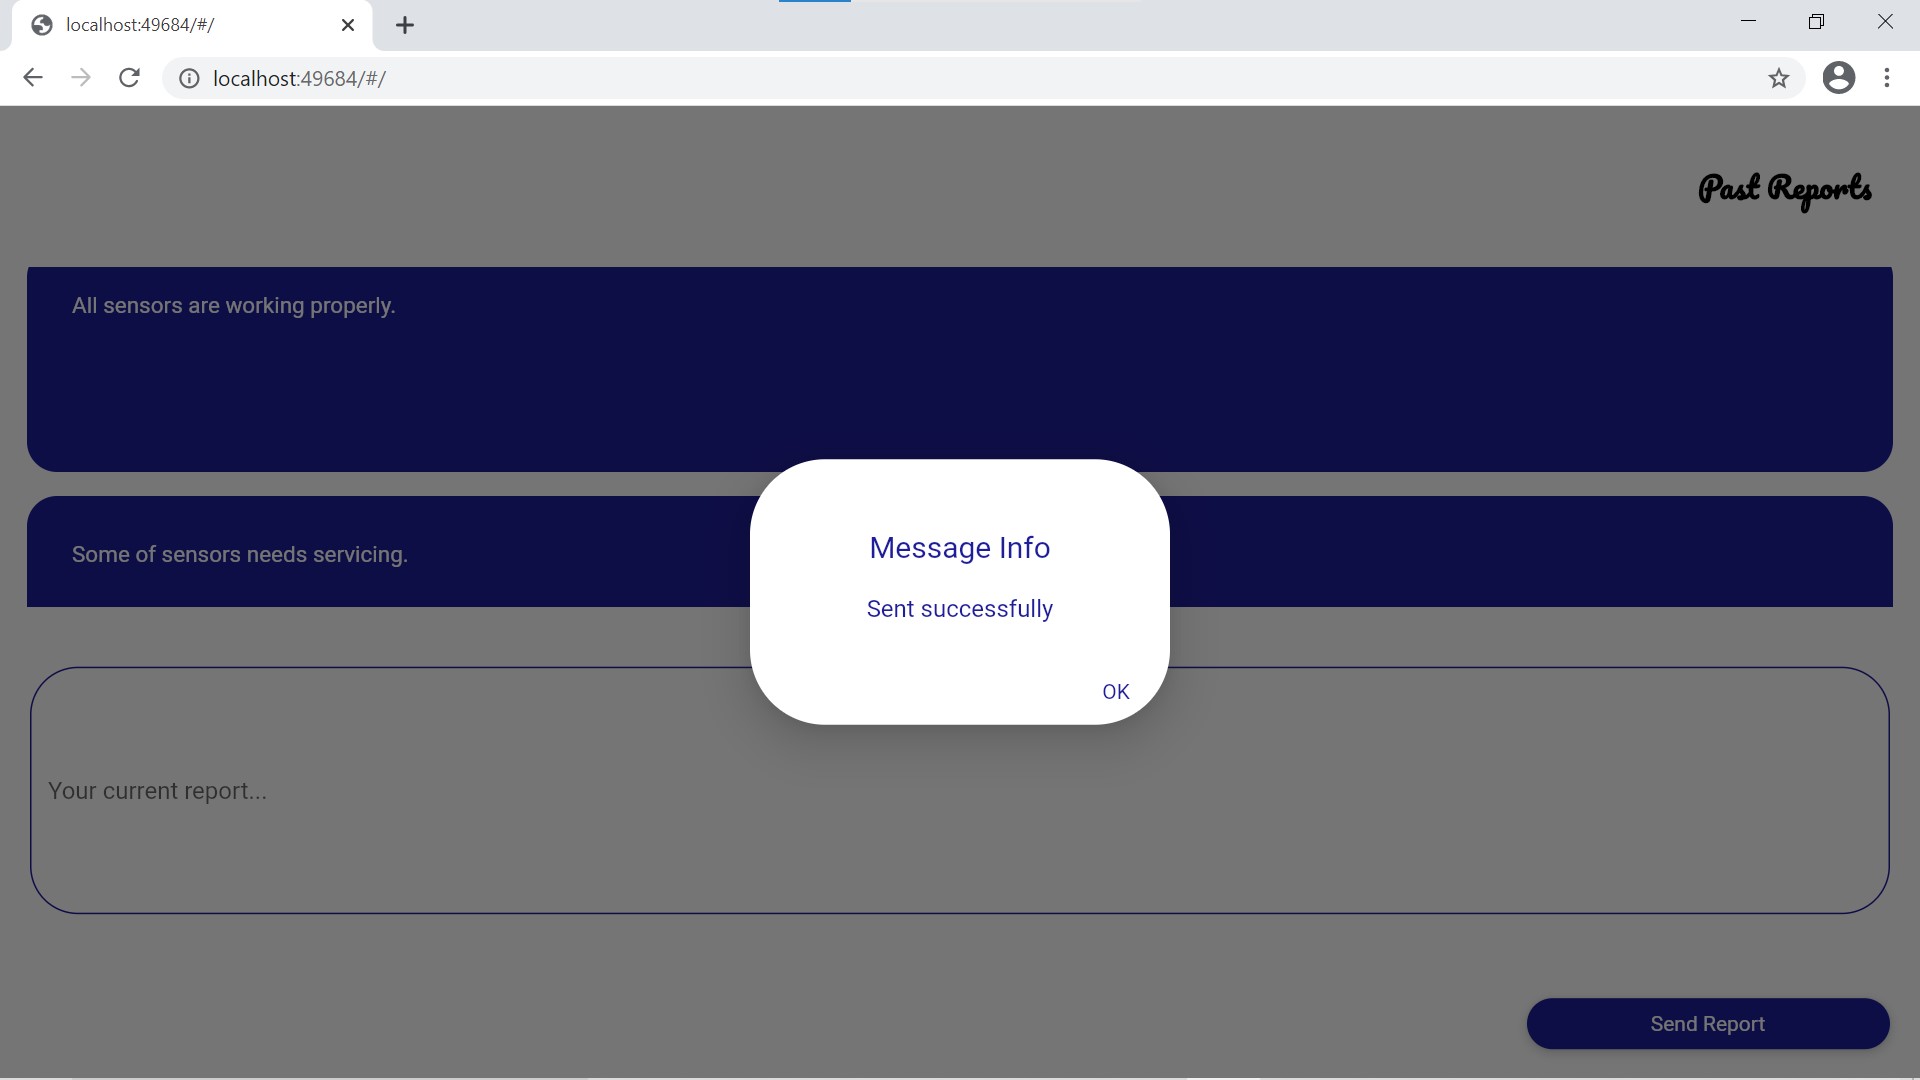 localhost:49684/#/
localhost:49684/#/
Past Reports
All sensors are working properly.
Some of sensors needs servicing.
Message Info
Sent successfully
OK
Your current report...
Send Report